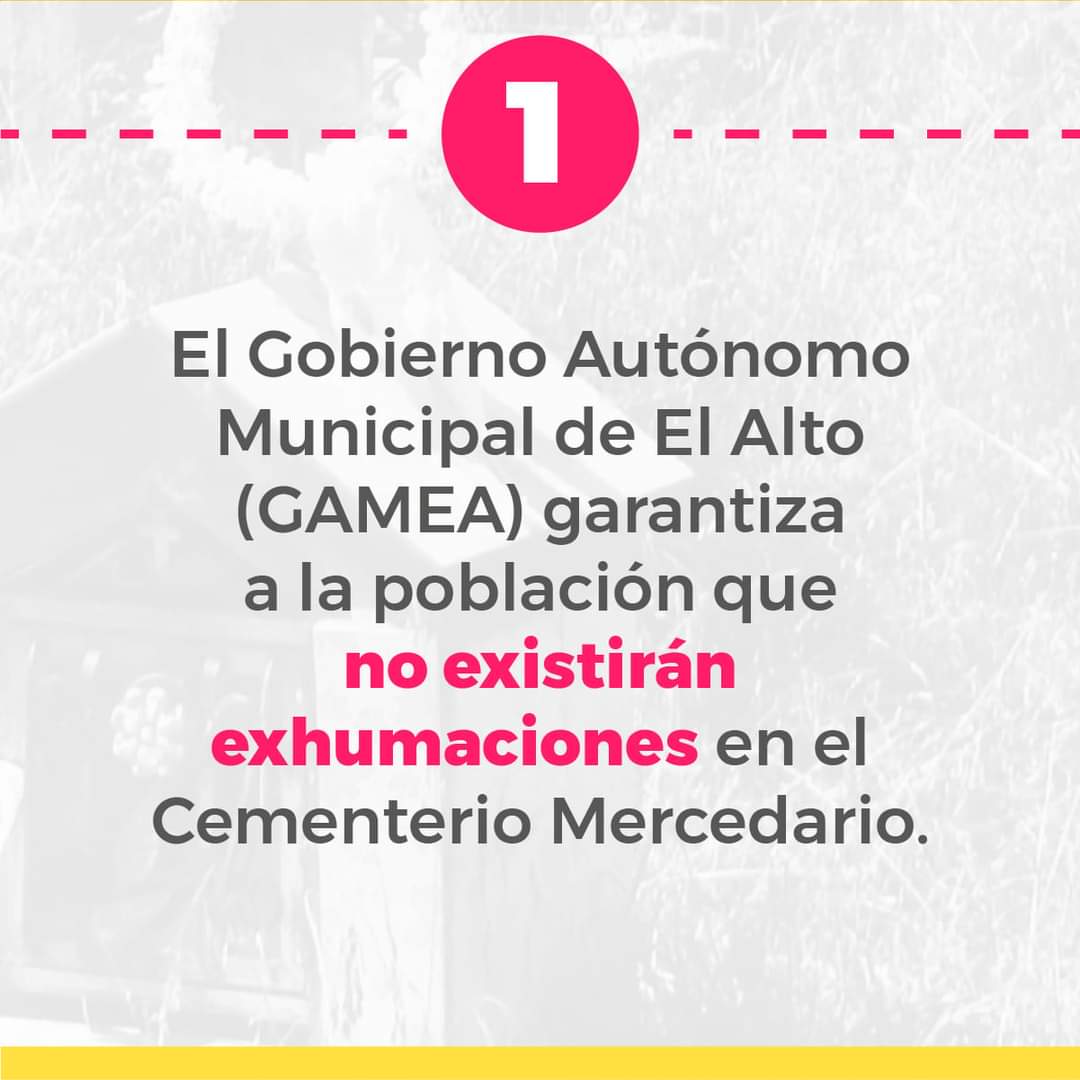 1
El Gobierno Autónomo
Municipal de El Alto
(GAMEA) garantiza
a la población que
no existirán
exhumaciones en el
Cementerio Mercedario.